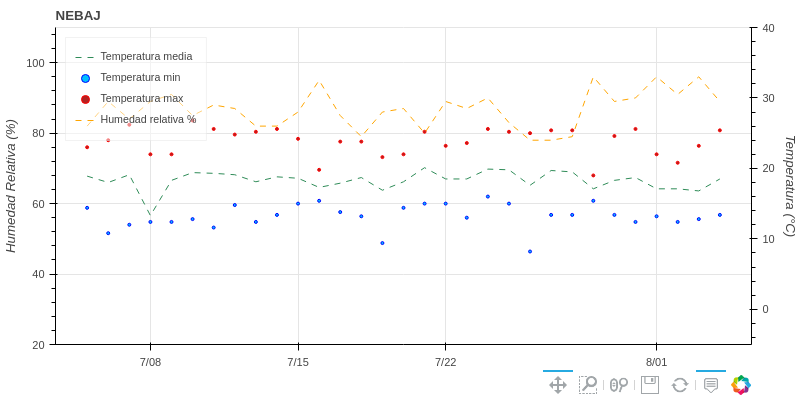 NEBAJ
Temperatura media
Temperatura min
Temperatura max
Humedad relativa %
Humedad Relativa (%)
100
80
60
40
20
40
30
20
10
0
Temperatura (°C)
7/08
7/15
7/22
8/01